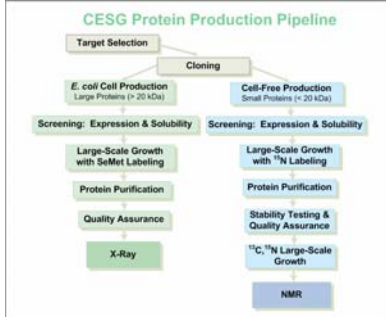 CESG Protein Production Pipeline
Target Selection
Cloning
E. coli Cell Production
Large Proteins (> 20 kDa)
Screening: Expression & Solubility
Large-Scale Growth
with SeMet Labeling
Protein Purification
Quality Assurance
X-Ray
Cell-Free Production
Small Proteins (< 20 kDa)
Screening: Expression & Solubility
Large-Scale Growth
with ¹⁵N Labeling
Protein Purification
Stability Testing &
Quality Assurance
¹³C,¹⁵N Large-Scale
Growth
NMR